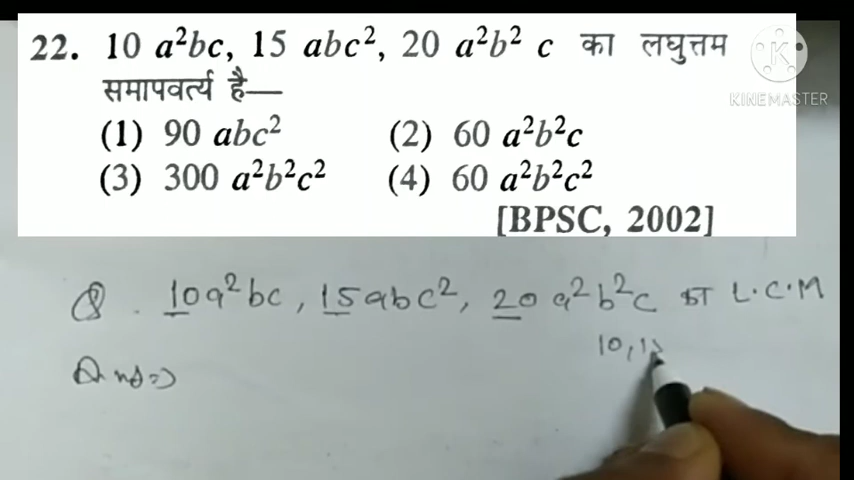 22. 10 a²bc, 15 abc², 20 a²b² c का लघुत्तम
समापवर्त्य है—
(1) 90 abc² (2) 60 a²b²c
(3) 300 a²b²c² (4) 60 a²b²c²
[BPSC, 2002]
KINEMASTER
Q. 10a²bc, 15abc², 20 a²b²c का L.C.M
10, 15
Ans⇒